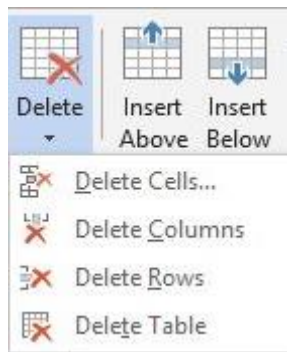 Delete Insert Insert
Above Below
Delete Cells...
Delete Columns
Delete Rows
Delete Table